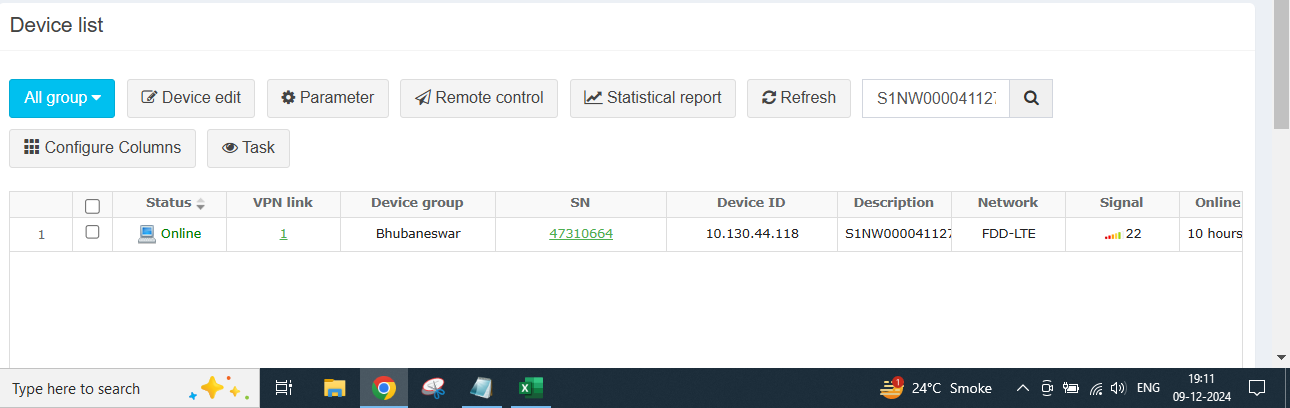 Device list
All group Device edit Parameter Remote control Statistical report Refresh S1NW000041127
Configure Columns Task
Status VPN link Device group SN Device ID Description Network Signal Online
1 Online 1 Bhubaneswar 47310664 10.130.44.118 S1NW000041127 FDD-LTE 22 10 hours
Type here to search 1 24°C Smoke ENG 19:11
09-12-2024